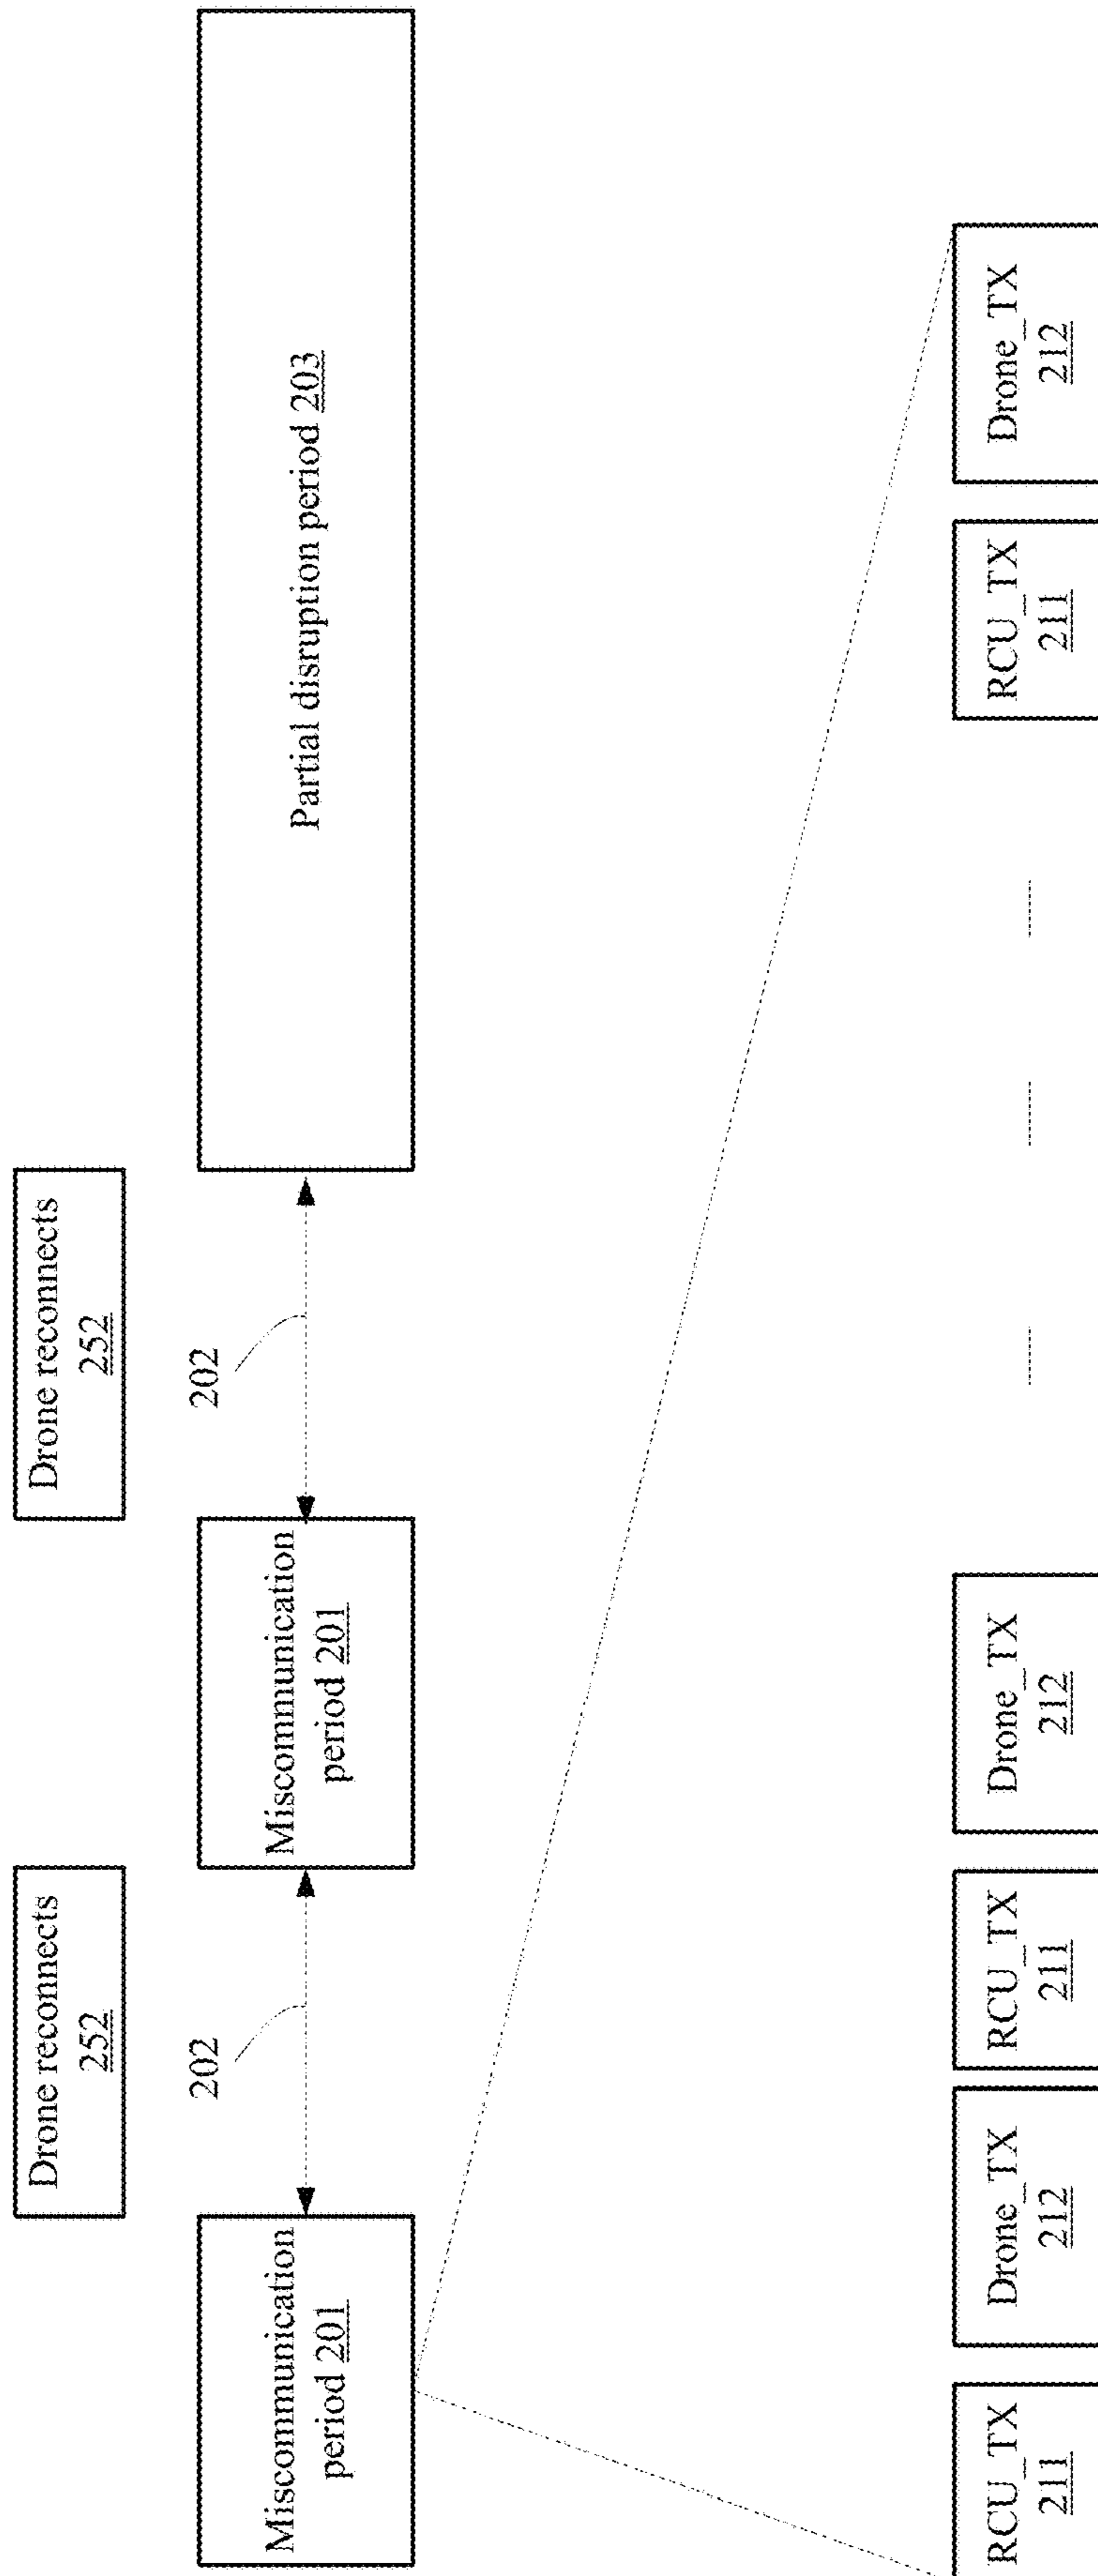 Drone reconnects
252
Drone reconnects
252
202
202
Miscommunication
period 201
Miscommunication
period 201
Partial disruption period 203
RCU_TX
211
Drone_TX
212
RCU_TX
211
Drone_TX
212
RCU_TX
211
Drone_TX
212